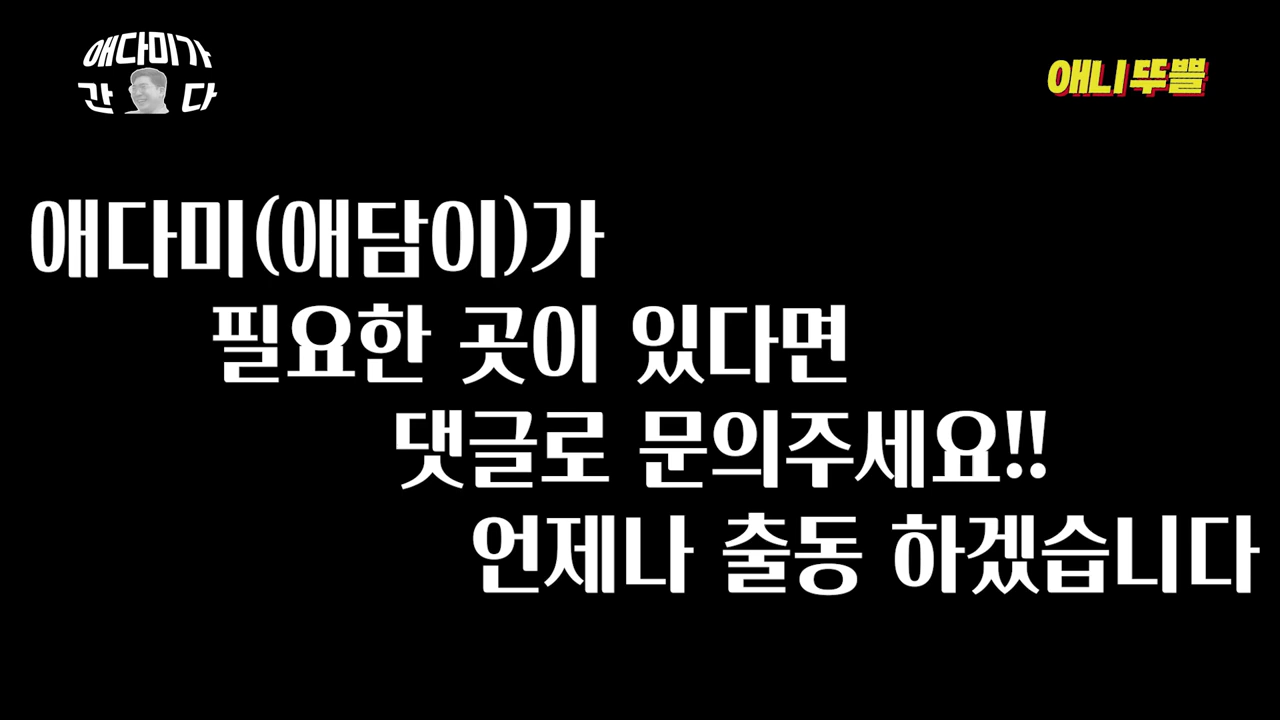 애다미가
간다
애니뚜쁠
애다미(애담이)가
필요한 곳이 있다면
댓글로 문의주세요!!
언제나 출동 하겠습니다